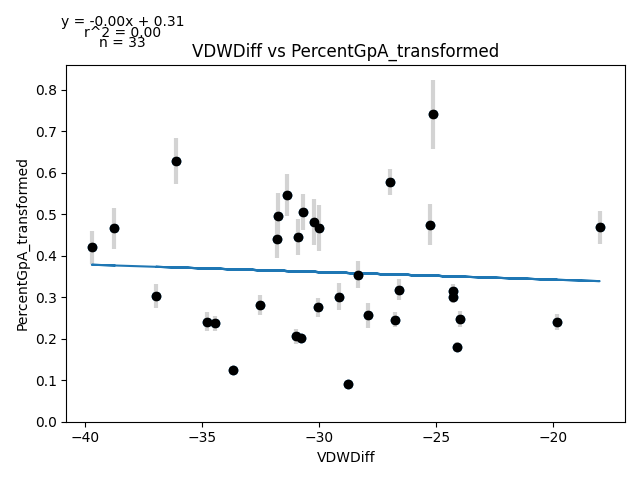 y = -0.00x + 0.31
r^2 = 0.00
n = 33
VDWDiff vs PercentGpA_transformed
PercentGpA_transformed
0.8
0.7
0.6
0.5
0.4
0.3
0.2
0.1
0.0
−40
−35
−30
−25
−20
VDWDiff